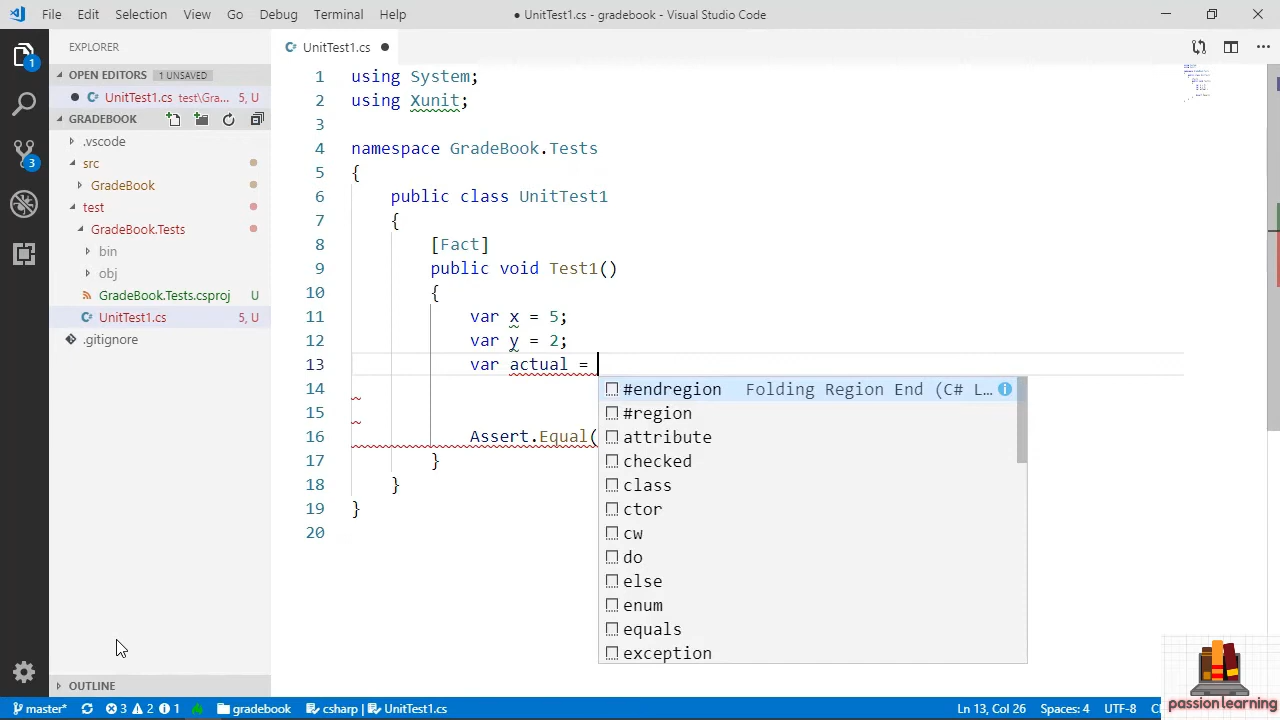 File Edit Selection View Go Debug Terminal Help
● UnitTest1.cs - gradebook - Visual Studio Code
EXPLORER
OPEN EDITORS 1 UNSAVED
● C# UnitTest1.cs test\Gra... 5, U
GRADEBOOK
.vscode
src
GradeBook
test
GradeBook.Tests
bin
obj
GradeBook.Tests.csproj U
C# UnitTest1.cs 5, U
.gitignore
OUTLINE
1
3
C# UnitTest1.cs ●
1 using System;
2 using Xunit;
3
4 namespace GradeBook.Tests
5 {
6 public class UnitTest1
7 {
8 [Fact]
9 public void Test1()
10 {
11 var x = 5;
12 var y = 2;
13 var actual =
14
15
16 Assert.Equal(
17 }
18 }
19 }
20
#endregion Folding Region End (C# L...
#region
attribute
checked
class
ctor
cw
do
else
enum
equals
exception
passionlearning
master* 3 2 1 gradebook csharp | UnitTest1.cs Ln 13, Col 26 Spaces: 4 UTF-8